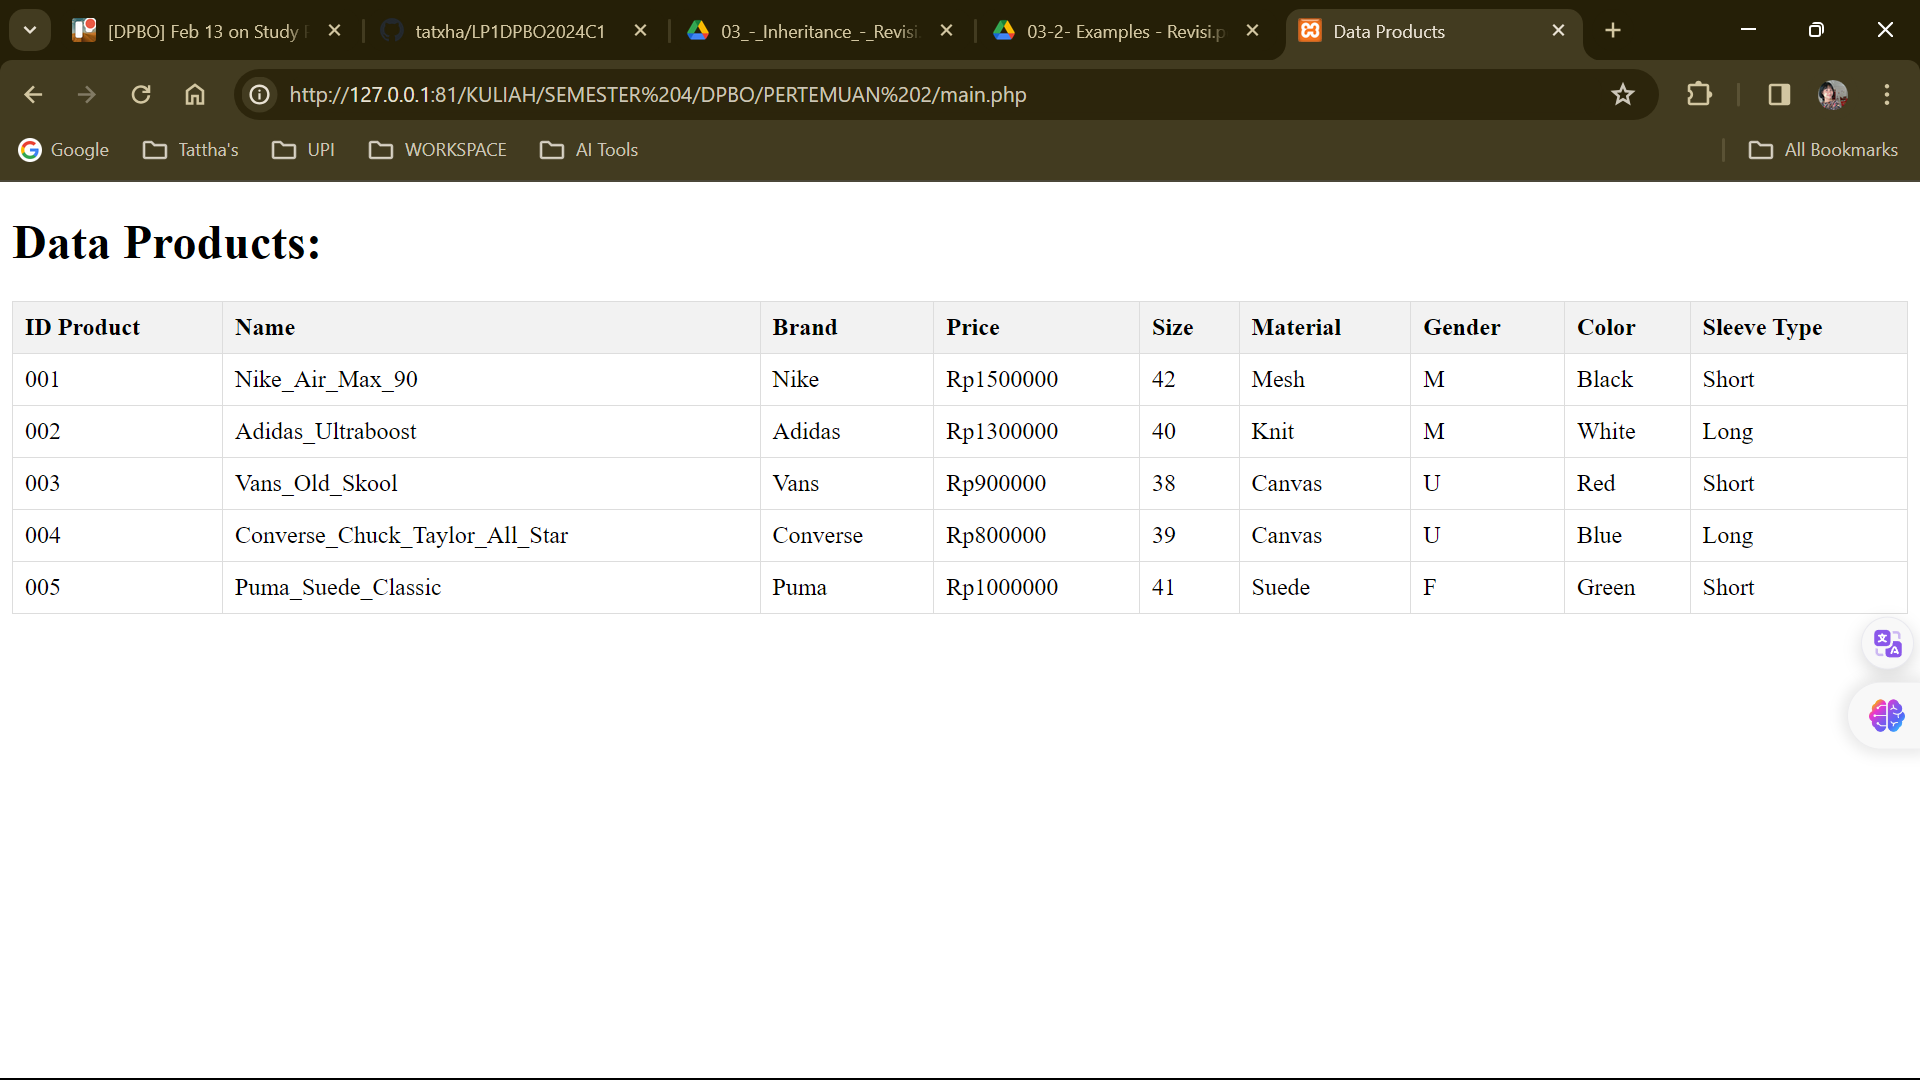 [DPBO] Feb 13 on Study
tatxha/LP1DPBO2024C1
03_-_Inheritance_-_Revisi.
03-2- Examples - Revisi.p
Data Products
http://127.0.0.1:81/KULIAH/SEMESTER%204/DPBO/PERTEMUAN%202/main.php
Google
Tattha's
UPI
WORKSPACE
AI Tools
All Bookmarks
Data Products:
ID Product Name Brand Price Size Material Gender Color Sleeve Type
001 Nike_Air_Max_90 Nike Rp1500000 42 Mesh M Black Short
002 Adidas_Ultraboost Adidas Rp1300000 40 Knit M White Long
003 Vans_Old_Skool Vans Rp900000 38 Canvas U Red Short
004 Converse_Chuck_Taylor_All_Star Converse Rp800000 39 Canvas U Blue Long
005 Puma_Suede_Classic Puma Rp1000000 41 Suede F Green Short